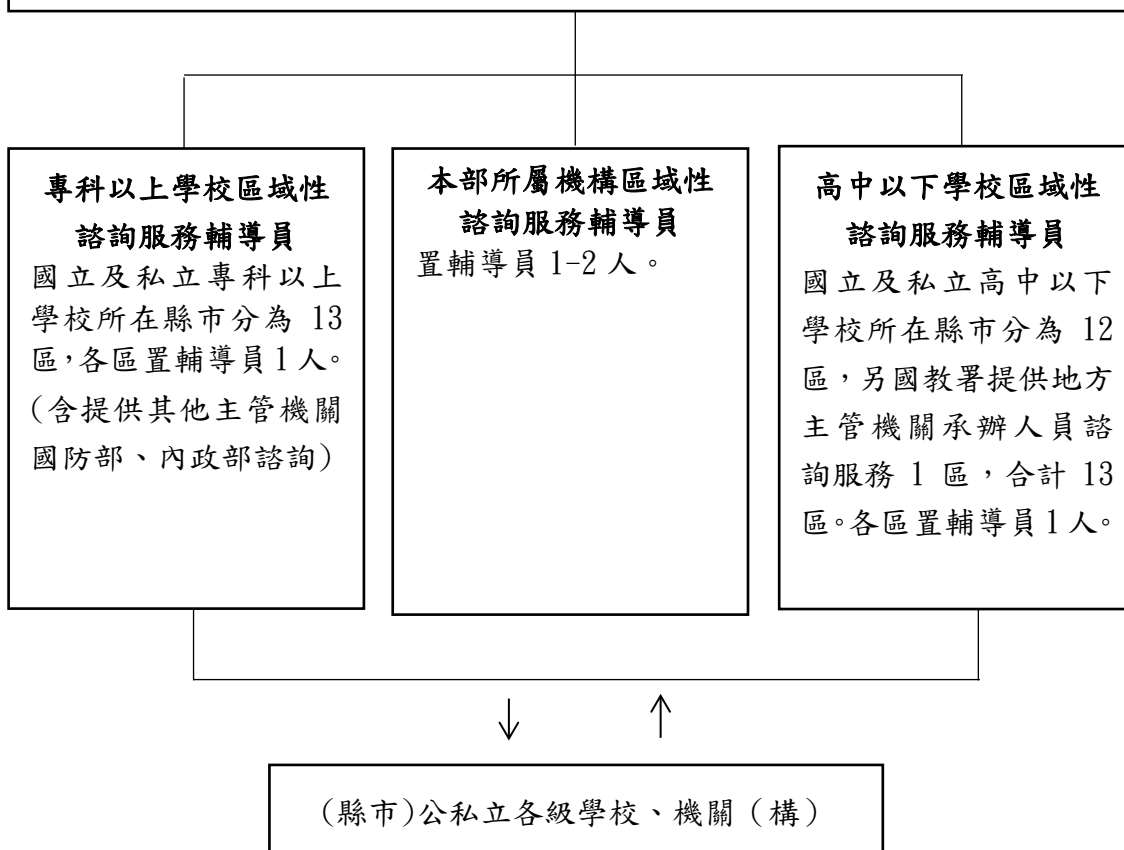 專科以上學校區域性
諮詢服務輔導員
國立及私立專科以上
學校所在縣市分為 13
區，各區置輔導員 1 人。
(含提供其他主管機關
國防部、內政部諮詢)
本部所屬機構區域性
諮詢服務輔導員
置輔導員 1-2 人。
高中以下學校區域性
諮詢服務輔導員
國立及私立高中以下
學校所在縣市分為 12
區，另國教署提供地方
主管機關承辦人員諮
詢服務 1 區，合計 13
區。各區置輔導員 1 人。
(縣市)公私立各級學校、機關（構）